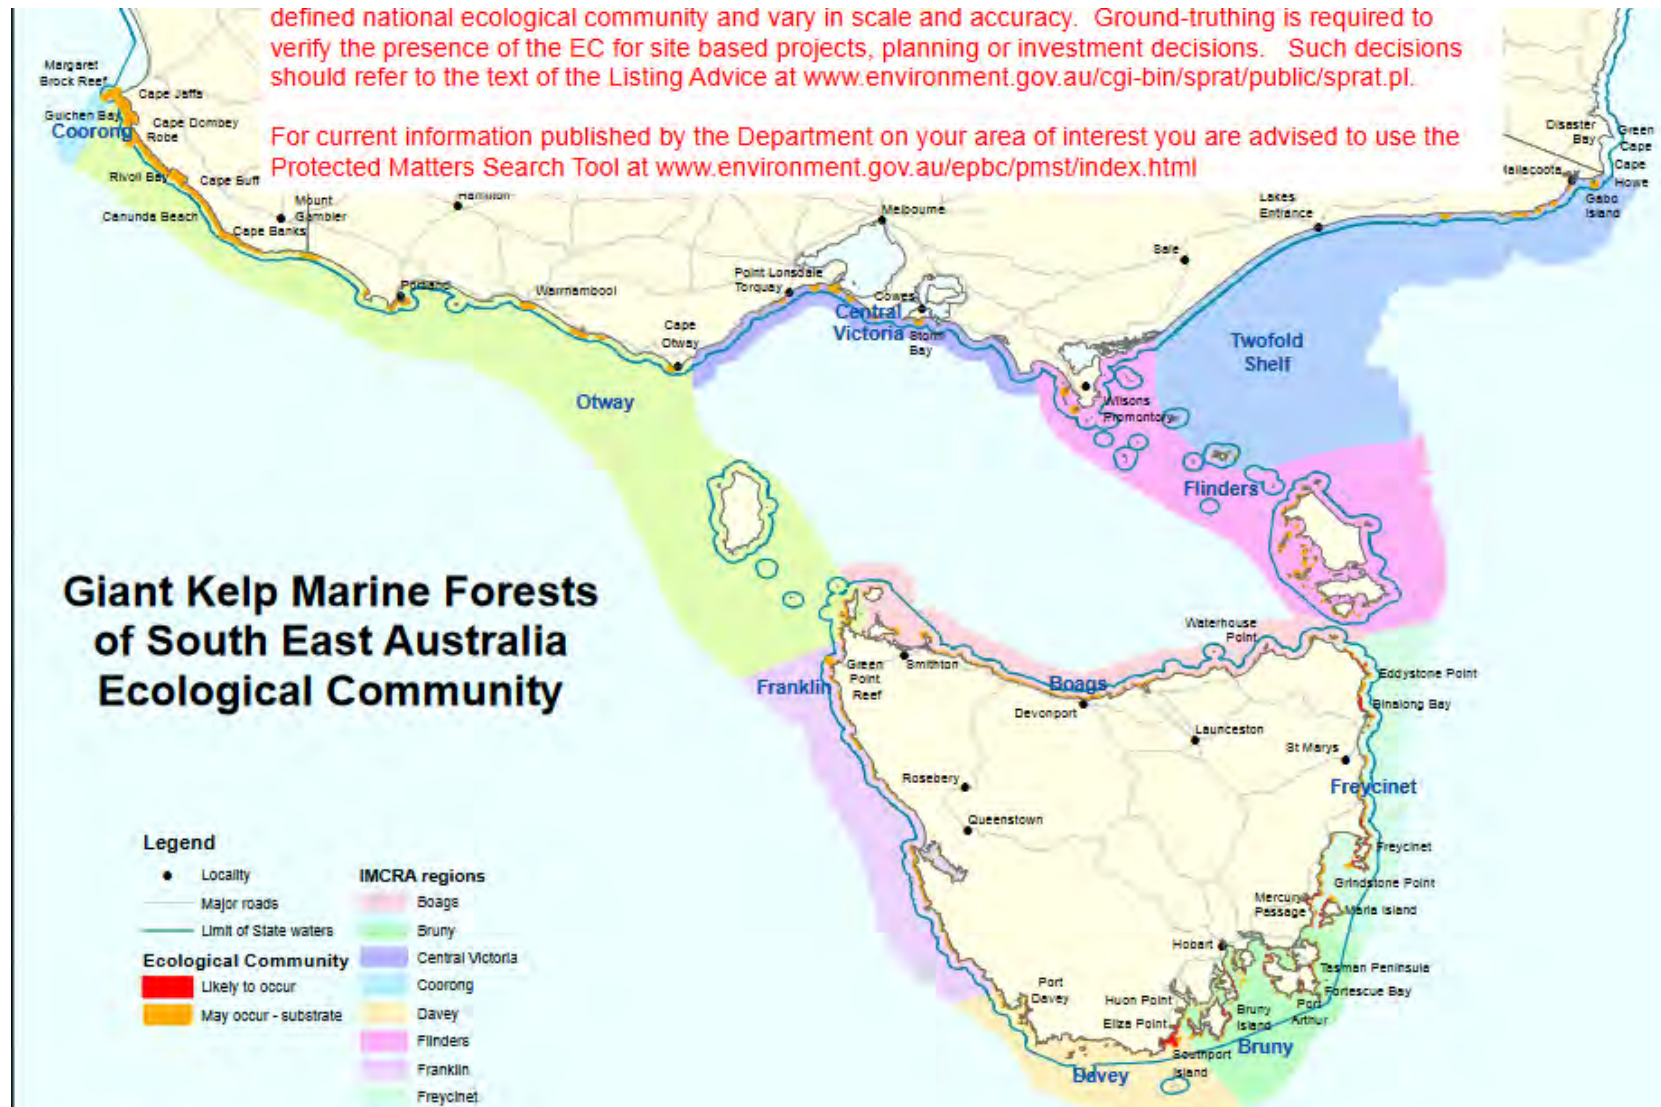 defined national ecological community and vary in scale and accuracy. Ground-truthing is required to
verify the presence of the EC for site based projects, planning or investment decisions. Such decisions
should refer to the text of the Listing Advice at www.environment.gov.au/cgi-bin/sprat/public/sprat.pl.
For current information published by the Department on your area of interest you are advised to use the
Protected Matters Search Tool at www.environment.gov.au/epbc/pmst/index.html
Margaret
Brock Reef
Cape Jaffa
Guichen Bay
Coorong
Cape Dombey
Robe
Rivoli Bay
Cape Buff
Canunda Beach
Mount
Gambier
Cape Banks
Hamilton
Portland
Warrnambool
Cape
Otway
Otway
Melbourne
Point Lonsdale
Torquay
Cowes
Central
Victoria
Storm
Bay
Sale
Lakes
Entrance
Disaster
Bay
Green
Cape
Cape
Howe
Mallacoota
Gabo
Island
Twofold
Shelf
Wilsons
Promontory
Flinders
Giant Kelp Marine Forests
of South East Australia
Ecological Community
Waterhouse
Point
Green
Point
Reef
Smithton
Franklin
Boags
Devonport
Eddystone Point
Binalong Bay
Launceston
St Marys
Rosebery
Freycinet
Queenstown
Freycinet
Grindstone Point
Mercury
Passage
Maria Island
Hobart
Tasman Peninsula
Fortescue Bay
Port
Arthur
Port
Davey
Huon Point
Eliza Point
Bruny
Island
Bruny
Southport
Island
Davey
Legend
Locality
Major roads
Limit of State waters
Ecological Community
Likely to occur
May occur - substrate
IMCRA regions
Boags
Bruny
Central Victoria
Coorong
Davey
Flinders
Franklin
Freycinet